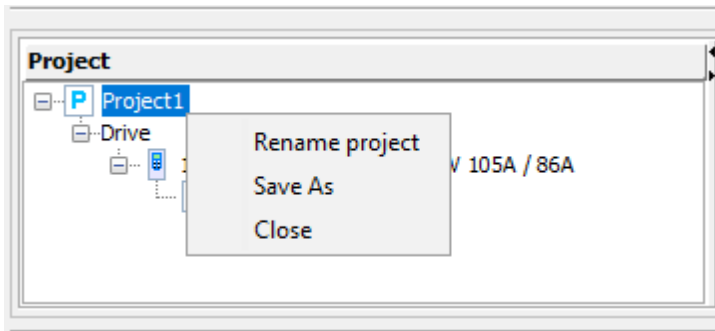 Project
P Project1
Drive
105A / 86A
Rename project
Save As
Close